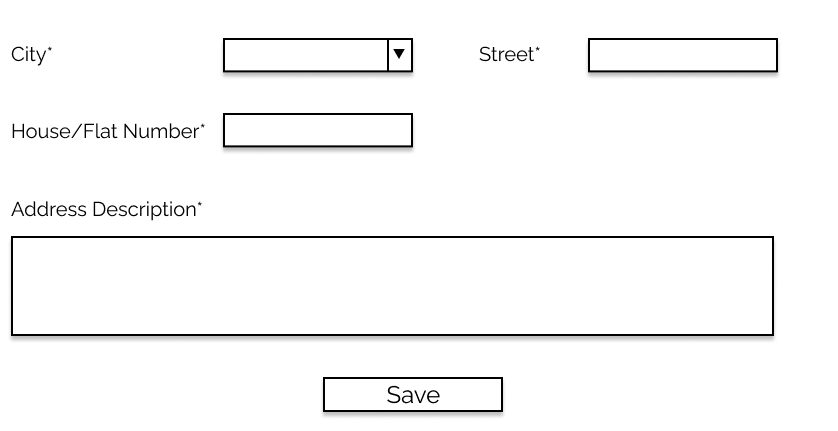 City* Street*
House/Flat Number*
Address Description*
Save